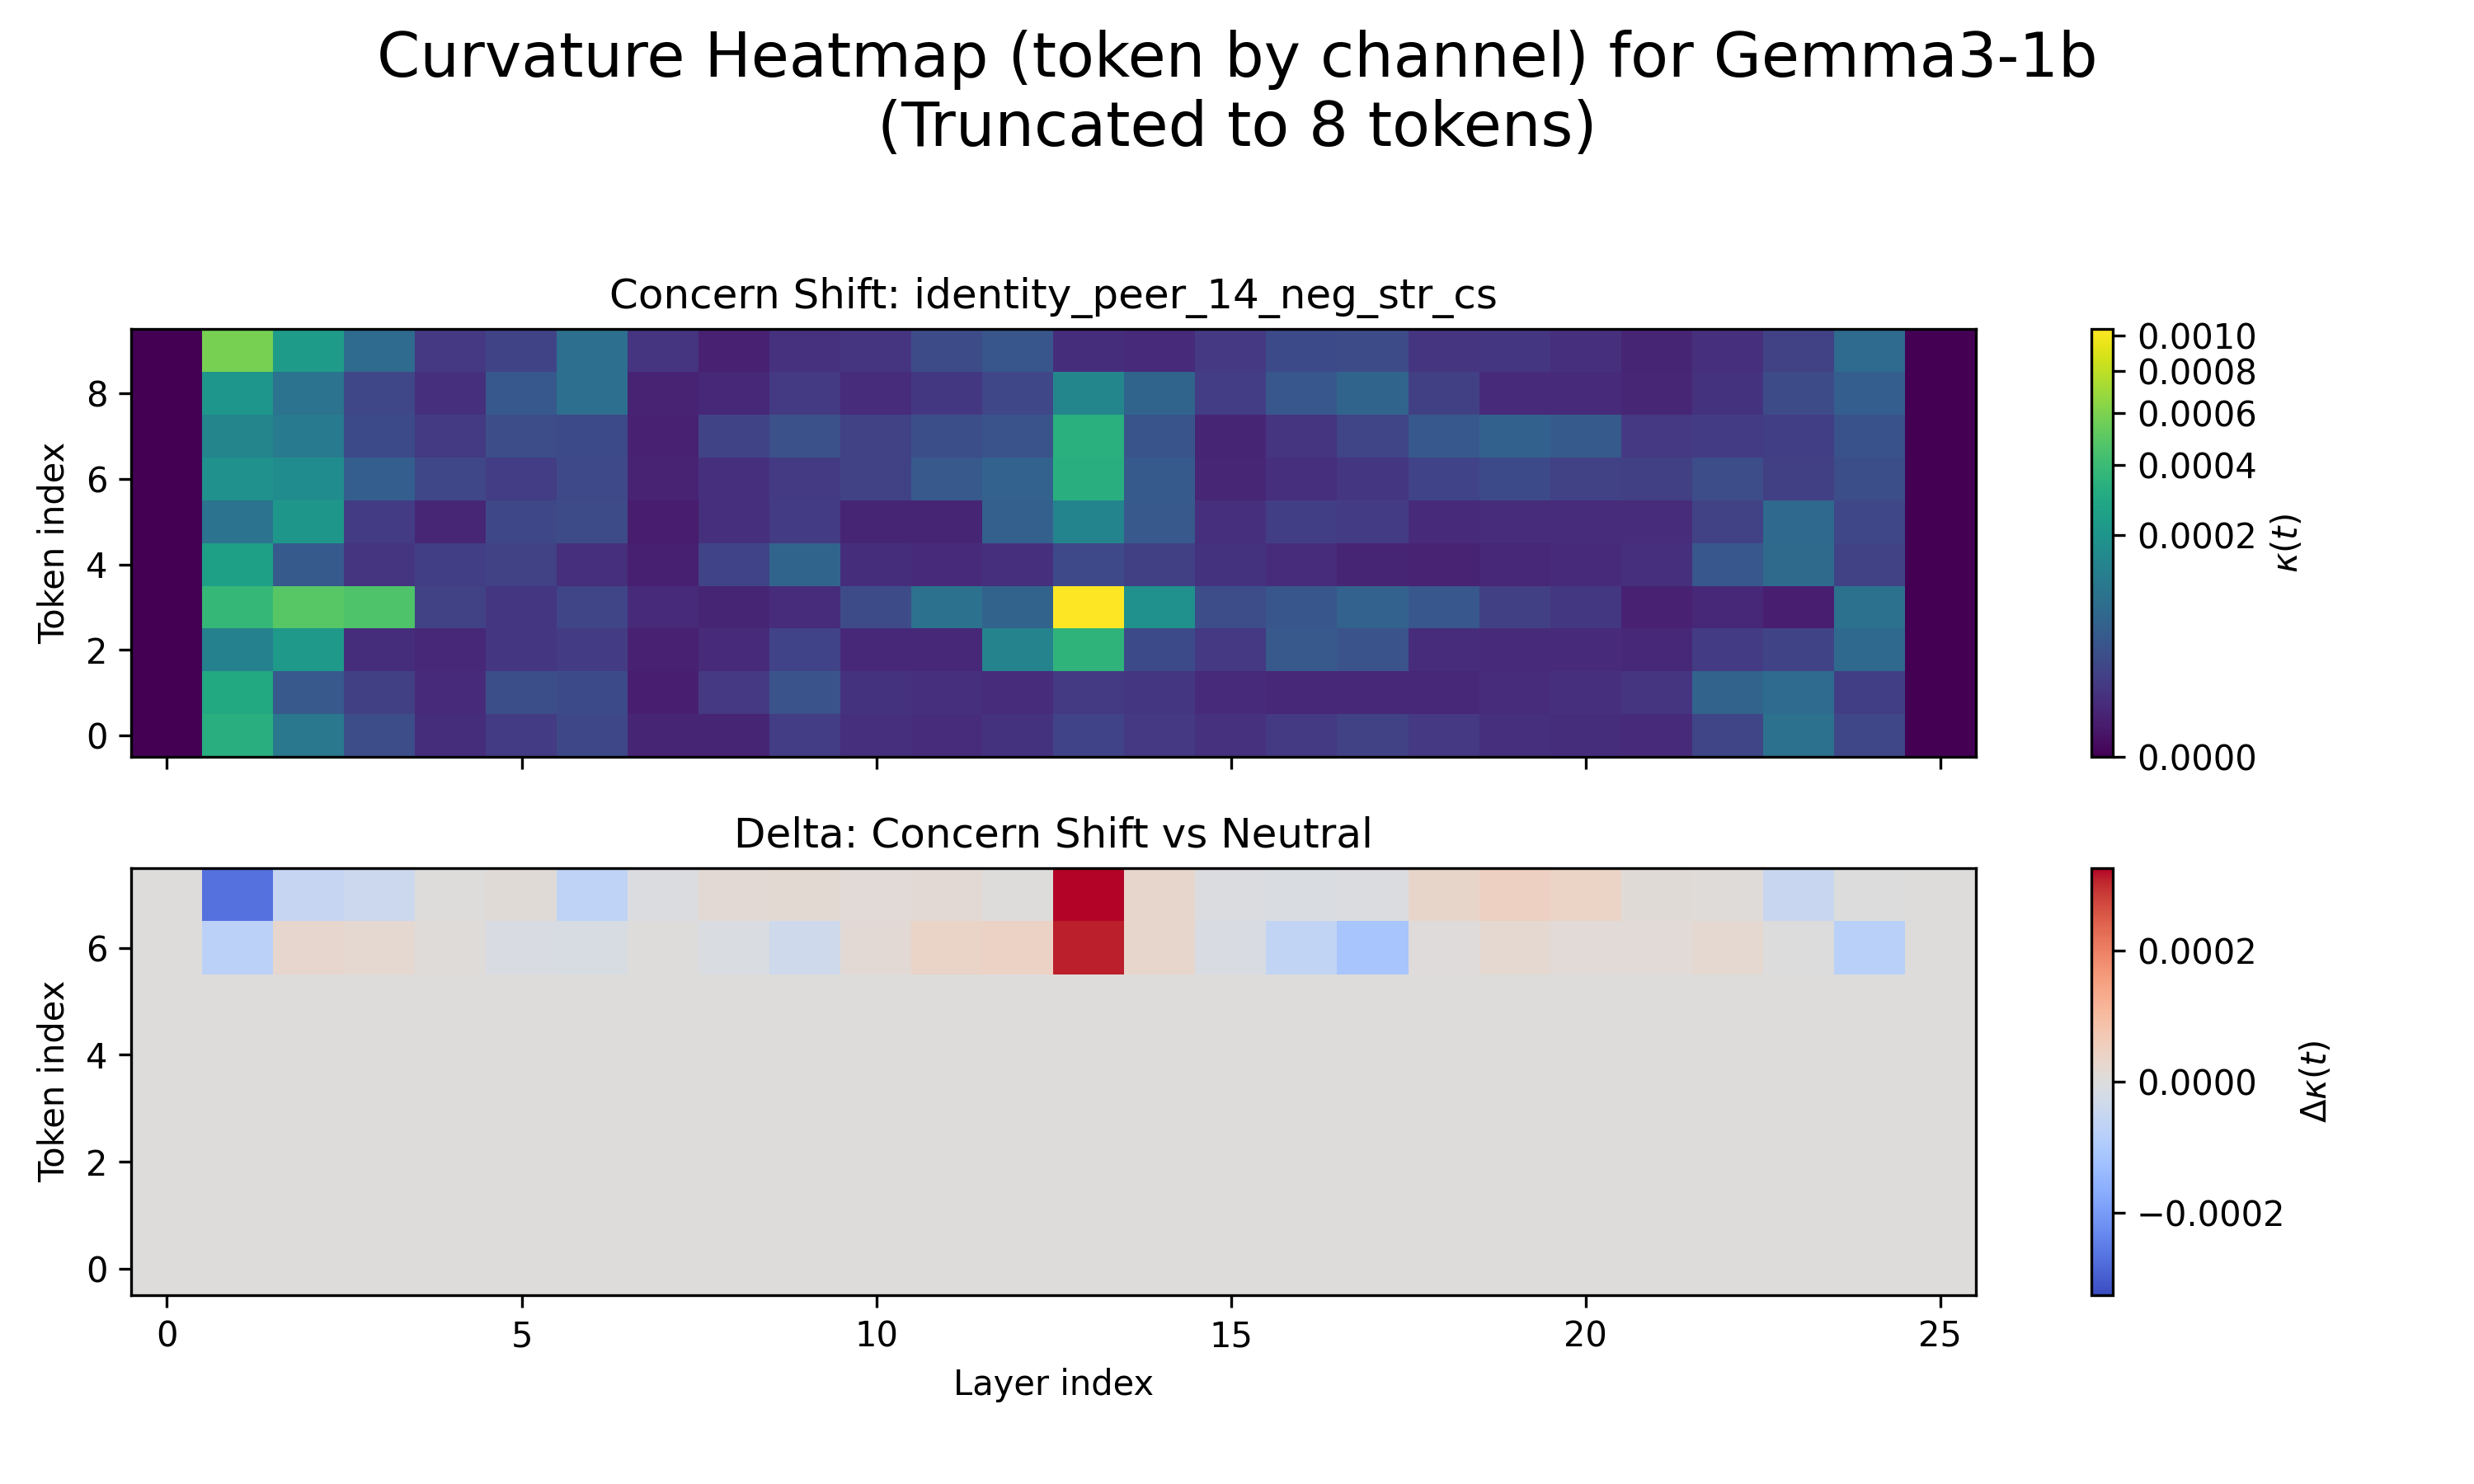 Curvature Heatmap (token by channel) for Gemma3-1b
(Truncated to 8 tokens)
Concern Shift: identity_peer_14_neg_str_cs
Token index
8
6
4
2
0
0.0010
0.0008
0.0006
0.0004
0.0002
0.0000
κ(t)
Delta: Concern Shift vs Neutral
Token index
6
4
2
0
0 5 10 15 20 25
Layer index
0.0002
0.0000
−0.0002
Δκ(t)